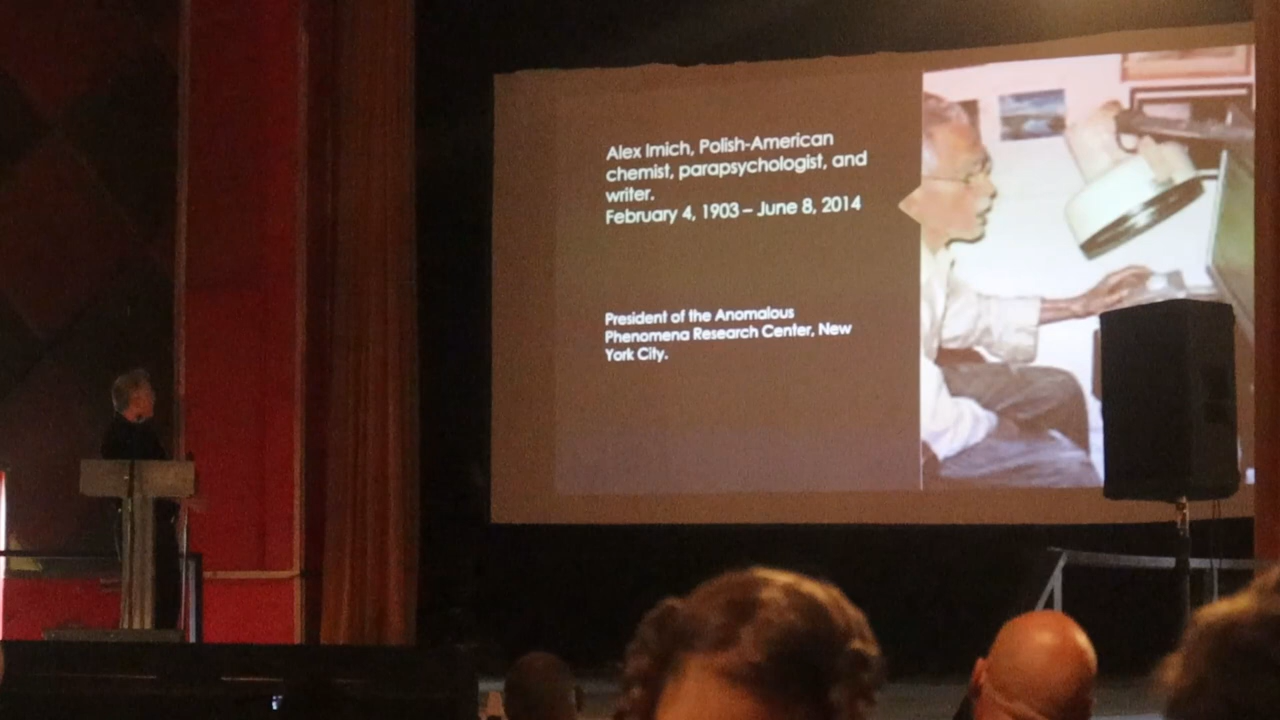 Alex Imich, Polish-American
chemist, parapsychologist, and
writer.
February 4, 1903 – June 8, 2014
President of the Anomalous
Phenomena Research Center, New
York City.